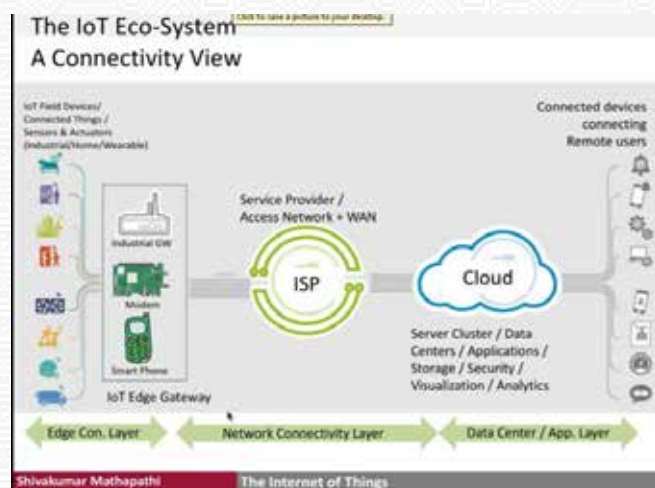 Click to save a picture to your desktop.
The IoT Eco-System
A Connectivity View
IoT Field Devices/
Connected Things /
Sensors & Actuators
(Industrial/Home/Wearable)
Connected devices
connecting
Remote users
Service Provider /
Access Network + WAN
Industrial GW
ISP
Cloud
Modem
Smart Phone
Server Cluster / Data
Centers / Applications /
Storage / Security /
Visualization / Analytics
IoT Edge Gateway
Edge Con. Layer
Network Connectivity Layer
Data Center / App. Layer
Shivakumar Mathapathi
The Internet of Things